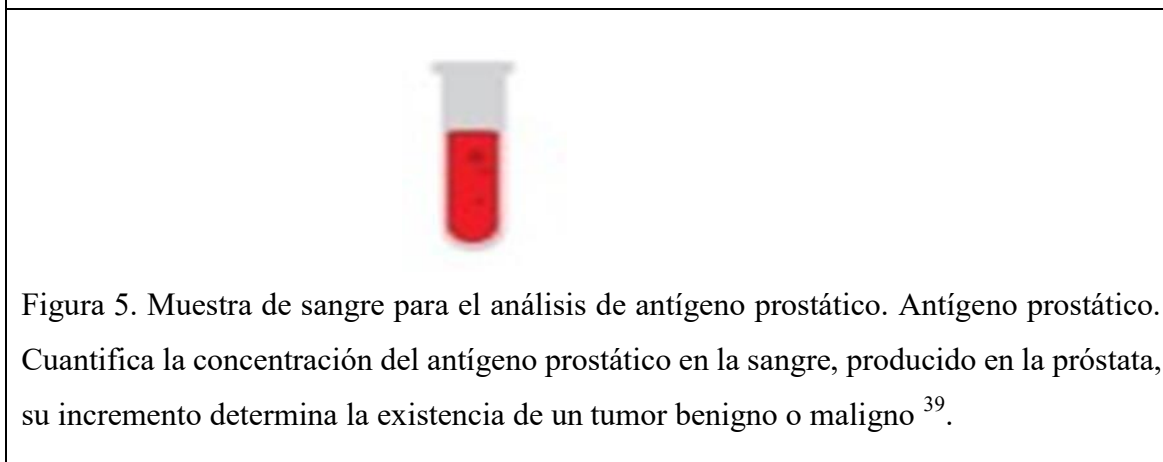 Figura 5. Muestra de sangre para el análisis de antígeno prostático. Antígeno prostático.
Cuantifica la concentración del antígeno prostático en la sangre, producido en la próstata,
su incremento determina la existencia de un tumor benigno o maligno ³⁹.